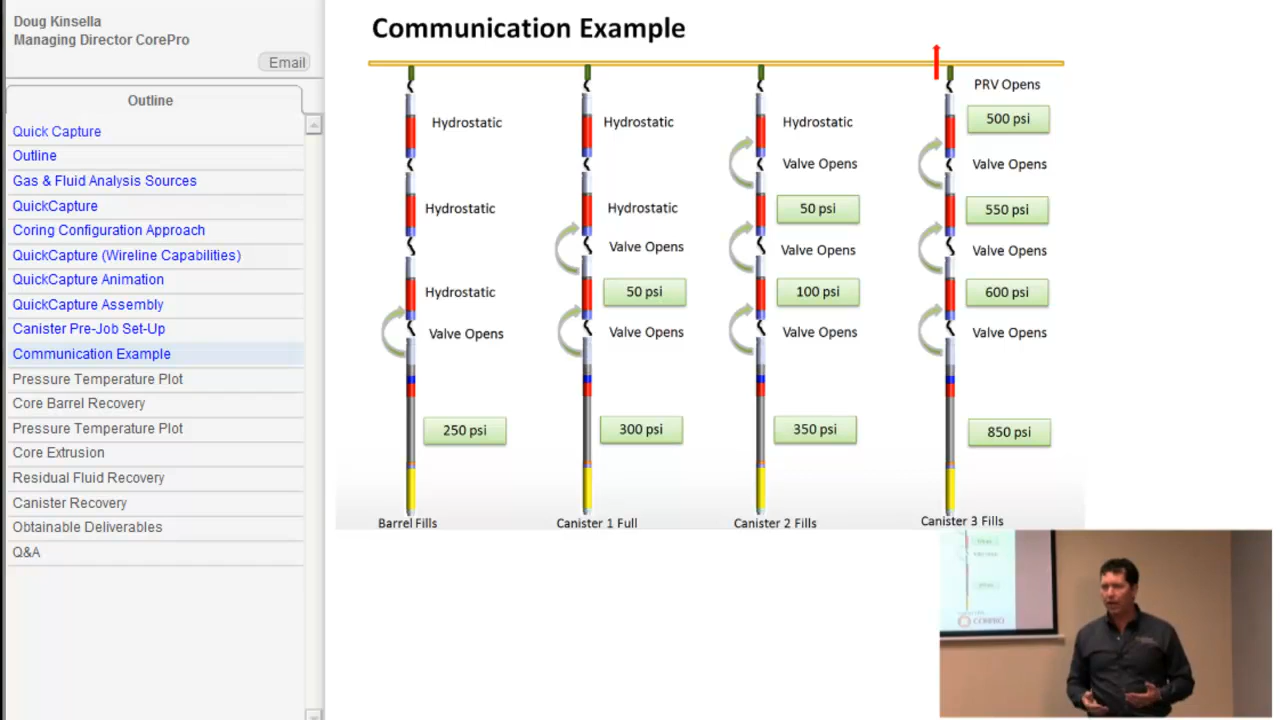 Doug Kinsella
Managing Director CorePro
Email
Outline
Quick Capture
Outline
Gas & Fluid Analysis Sources
QuickCapture
Coring Configuration Approach
QuickCapture (Wireline Capabilities)
QuickCapture Animation
QuickCapture Assembly
Canister Pre-Job Set-Up
Communication Example
Pressure Temperature Plot
Core Barrel Recovery
Pressure Temperature Plot
Core Extrusion
Residual Fluid Recovery
Canister Recovery
Obtainable Deliverables
Q&A
Communication Example
Hydrostatic
Hydrostatic
Hydrostatic
Valve Opens
250 psi
Barrel Fills
Hydrostatic
Hydrostatic
Valve Opens
50 psi
Valve Opens
300 psi
Canister 1 Full
Hydrostatic
Valve Opens
50 psi
Valve Opens
100 psi
Valve Opens
350 psi
Canister 2 Fills
PRV Opens
500 psi
Valve Opens
550 psi
Valve Opens
600 psi
Valve Opens
850 psi
Canister 3 Fills
CORPRO